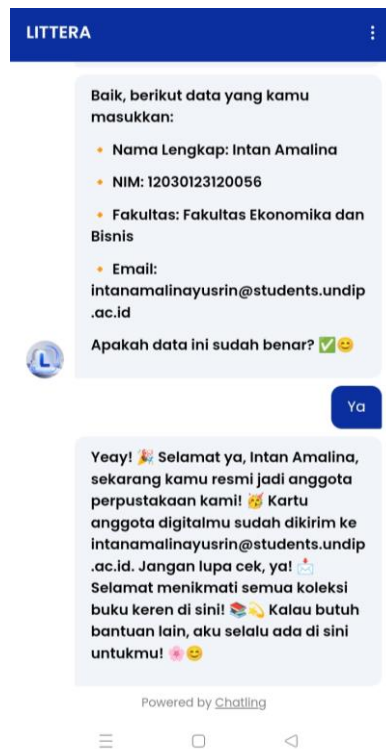 LITTERA
Baik, berikut data yang kamu
masukkan:
🔸 Nama Lengkap: Intan Amalina
🔸 NIM: 12030123120056
🔸 Fakultas: Fakultas Ekonomika dan
Bisnis
🔸 Email:
intanamalinayusrin@students.undip
.ac.id
Apakah data ini sudah benar? ✅😊
L
Ya
Yeay! 🎉 Selamat ya, Intan Amalina,
sekarang kamu resmi jadi anggota
perpustakaan kami! 🥳 Kartu
anggota digitalmu sudah dikirim ke
intanamalinayusrin@students.undip
.ac.id. Jangan lupa cek, ya! 📩
Selamat menikmati semua koleksi
buku keren di sini! 📚💫 Kalau butuh
bantuan lain, aku selalu ada di sini
untukmu! 🌸😊
Powered by Chatling